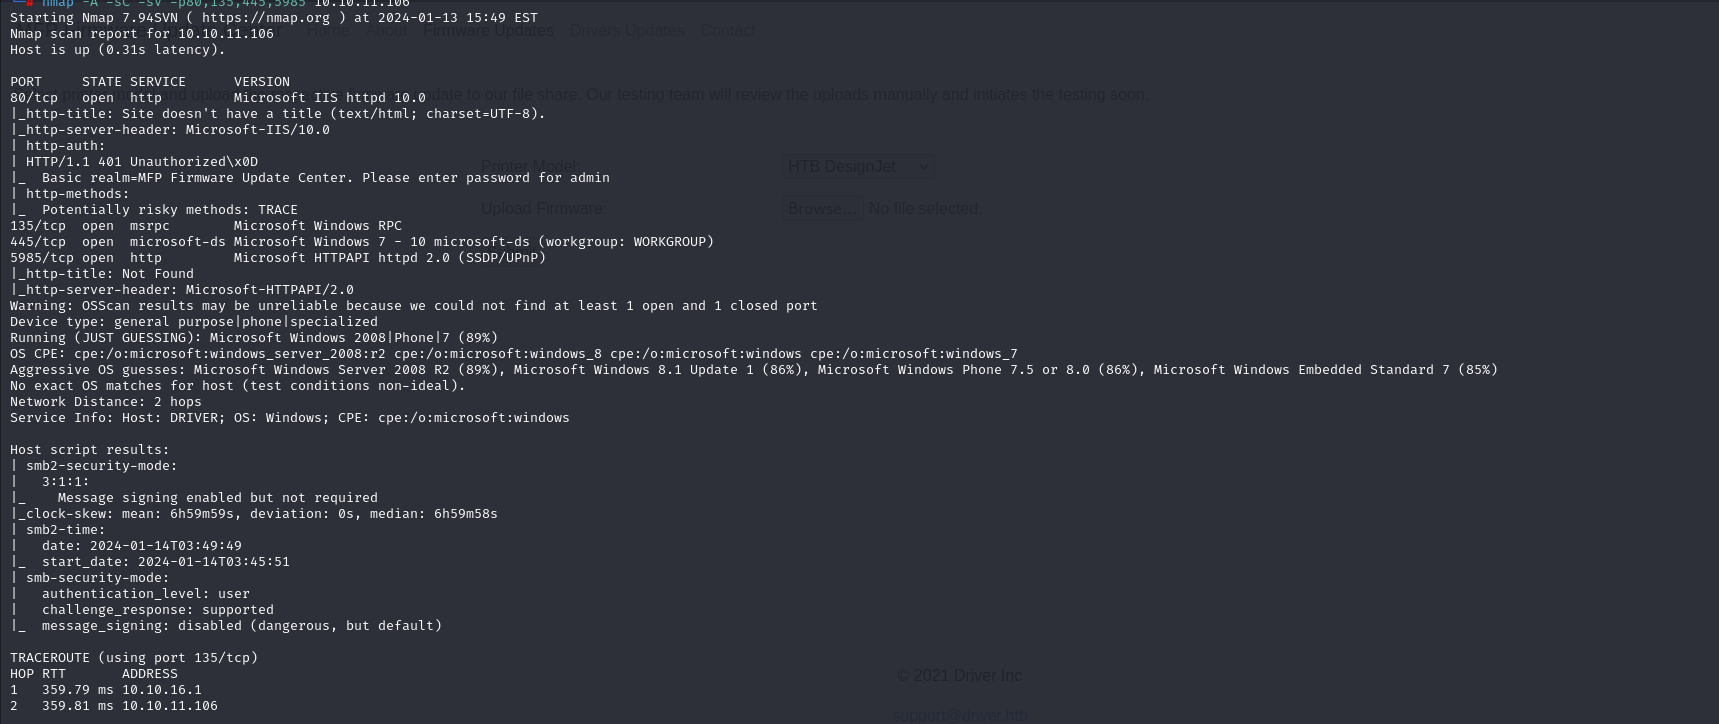 ─# nmap -A -sC -sV -p80,135,445,5985 10.10.11.106
Starting Nmap 7.94SVN ( https://nmap.org ) at 2024-01-13 15:49 EST
Nmap scan report for 10.10.11.106
Home About Firmware Updates Drivers Updates Contact
Host is up (0.31s latency).
PORT     STATE SERVICE      VERSION
80/tcp   open  http         Microsoft IIS httpd 10.0
and upload update to our file share. Our testing team will review the uploads manually and initiates the testing soon.
|_http-title: Site doesn't have a title (text/html; charset=UTF-8).
|_http-server-header: Microsoft-IIS/10.0
| http-auth:
| HTTP/1.1 401 Unauthorized\x0D
Printer Model: HTB DesignJet
|_  Basic realm=MFP Firmware Update Center. Please enter password for admin
| http-methods:
|_  Potentially risky methods: TRACE
Upload Firmware: Browse... No file selected.
135/tcp  open  msrpc        Microsoft Windows RPC
445/tcp  open  microsoft-ds Microsoft Windows 7 - 10 microsoft-ds (workgroup: WORKGROUP)
5985/tcp open  http         Microsoft HTTPAPI httpd 2.0 (SSDP/UPnP)
|_http-title: Not Found
|_http-server-header: Microsoft-HTTPAPI/2.0
Warning: OSScan results may be unreliable because we could not find at least 1 open and 1 closed port
Device type: general purpose|phone|specialized
Running (JUST GUESSING): Microsoft Windows 2008|Phone|7 (89%)
OS CPE: cpe:/o:microsoft:windows_server_2008:r2 cpe:/o:microsoft:windows_8 cpe:/o:microsoft:windows cpe:/o:microsoft:windows_7
Aggressive OS guesses: Microsoft Windows Server 2008 R2 (89%), Microsoft Windows 8.1 Update 1 (86%), Microsoft Windows Phone 7.5 or 8.0 (86%), Microsoft Windows Embedded Standard 7 (85%)
No exact OS matches for host (test conditions non-ideal).
Network Distance: 2 hops
Service Info: Host: DRIVER; OS: Windows; CPE: cpe:/o:microsoft:windows
Host script results:
| smb2-security-mode:
|   3:1:1:
|_    Message signing enabled but not required
|_clock-skew: mean: 6h59m59s, deviation: 0s, median: 6h59m58s
| smb2-time:
|   date: 2024-01-14T03:49:49
|_  start_date: 2024-01-14T03:45:51
| smb-security-mode:
|   authentication_level: user
|   challenge_response: supported
|_  message_signing: disabled (dangerous, but default)
TRACEROUTE (using port 135/tcp)
HOP RTT       ADDRESS
© 2021 Driver Inc
1   359.79 ms 10.10.16.1
2   359.81 ms 10.10.11.106
support@driver.htb